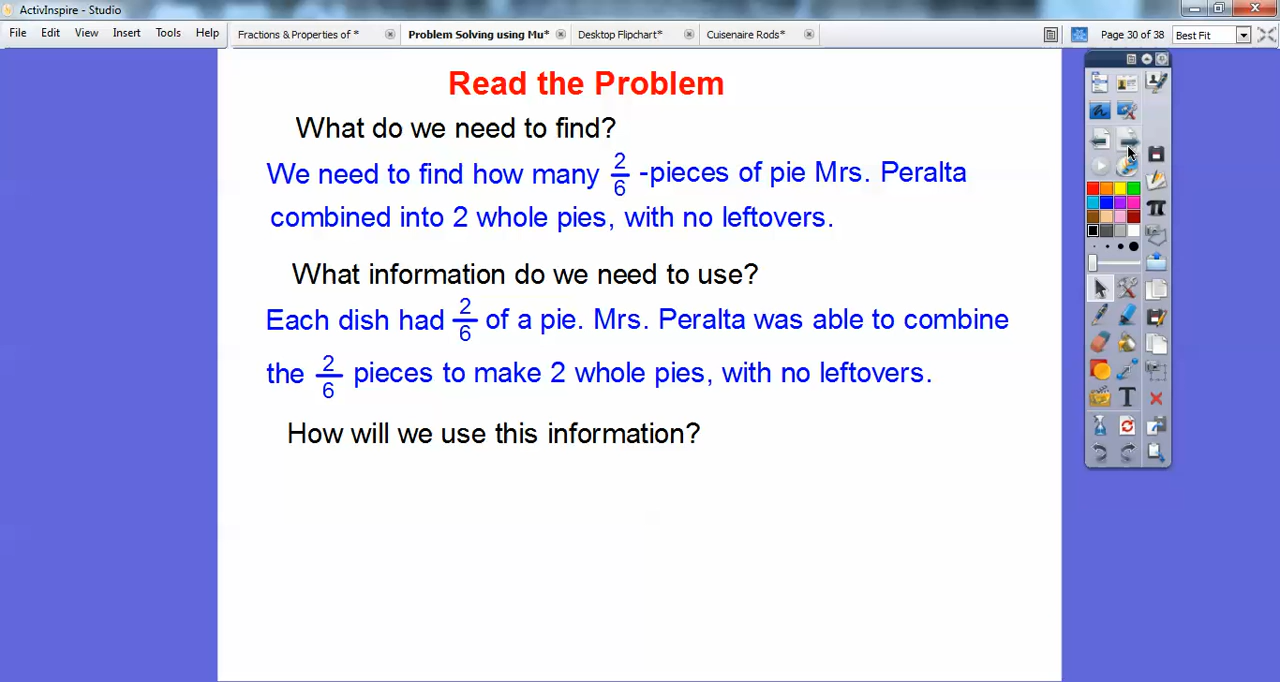 ActivInspire - Studio
File Edit View Insert Tools Help Fractions & Properties of * Problem Solving using Mu* Desktop Flipchart* Cuisenaire Rods* Page 30 of 38 Best Fit
Read the Problem
What do we need to find?
We need to find how many 2/6 -pieces of pie Mrs. Peralta
combined into 2 whole pies, with no leftovers.
What information do we need to use?
Each dish had 2/6 of a pie. Mrs. Peralta was able to combine
the 2/6 pieces to make 2 whole pies, with no leftovers.
How will we use this information?